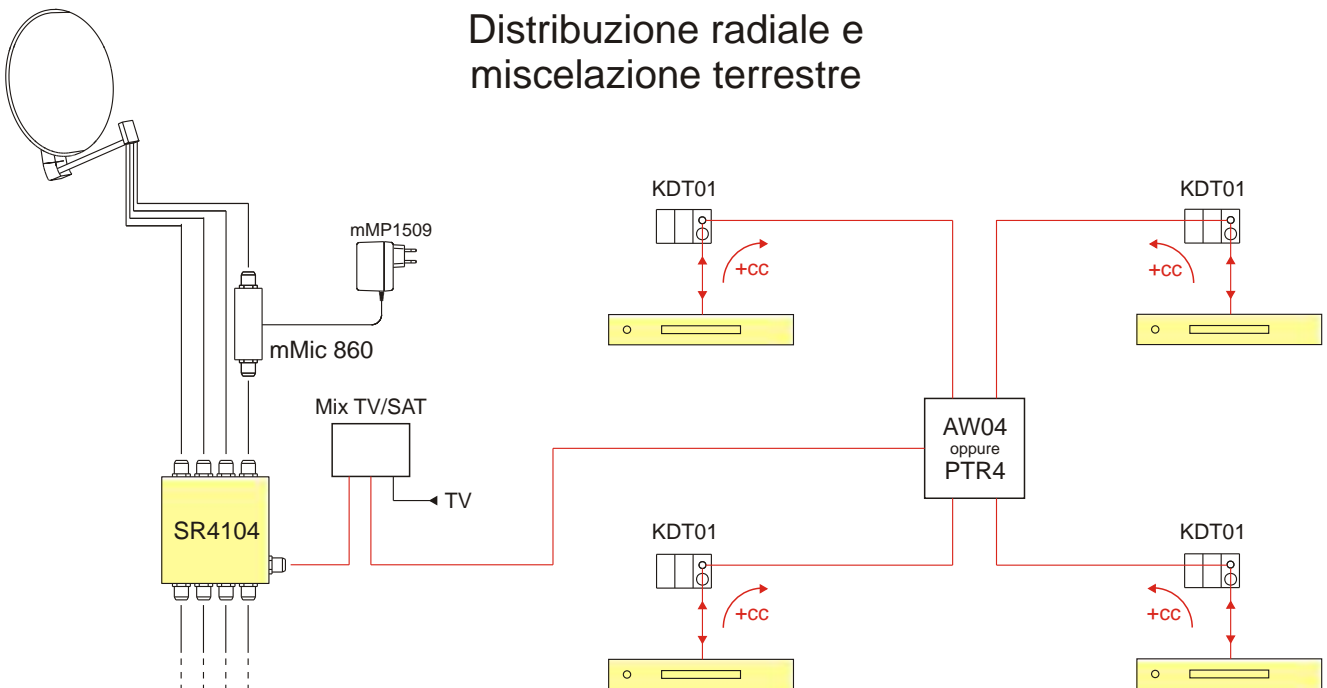 Distribuzione radiale e
miscelazione terrestre
KDT01
KDT01
mMP1509
+cc
+cc
mMic 860
Mix TV/SAT
AW04
oppure
PTR4
TV
SR4104
KDT01
KDT01
+cc
+cc